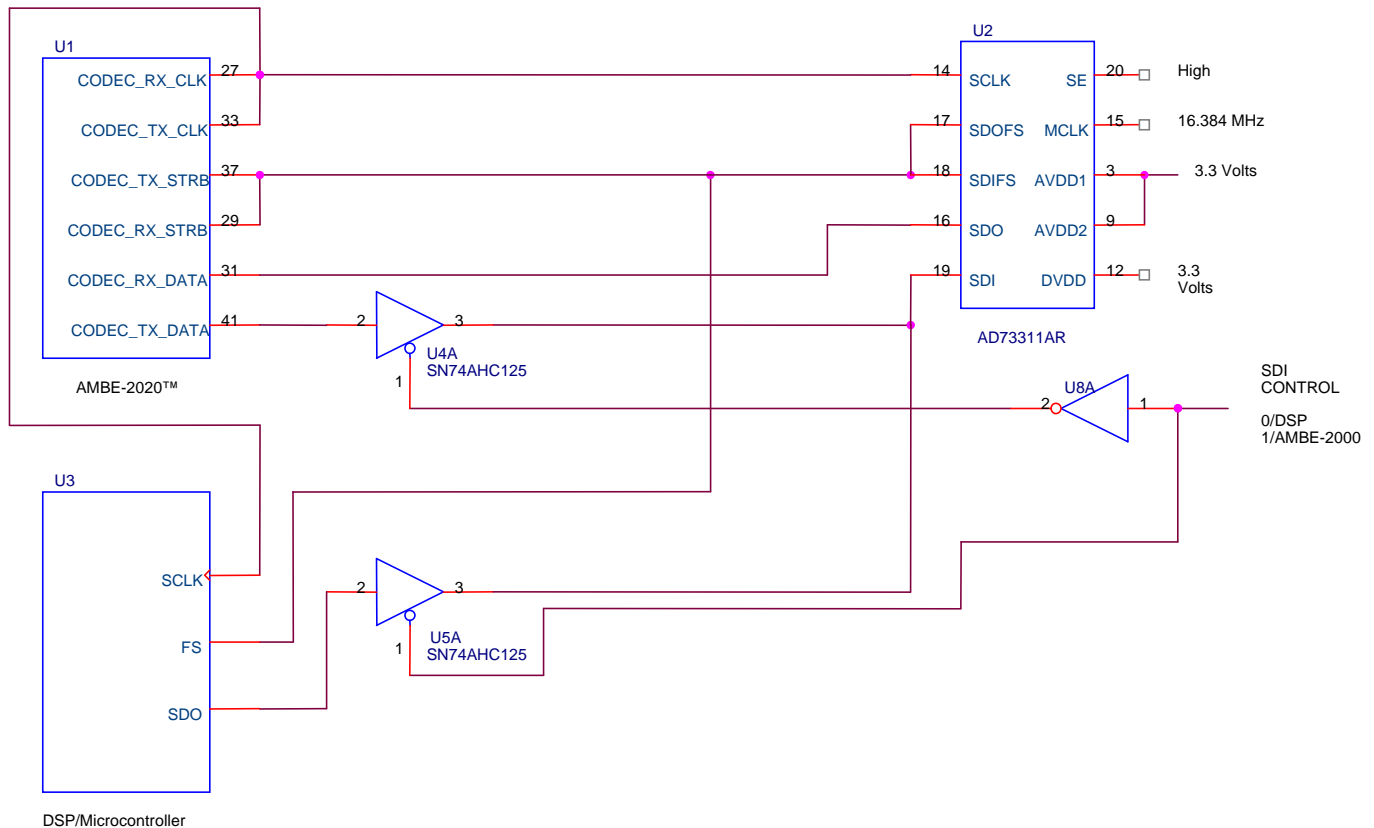 U1
CODEC_RX_CLK 27
CODEC_TX_CLK 33
CODEC_TX_STRB 37
CODEC_RX_STRB 29
CODEC_RX_DATA 31
CODEC_TX_DATA 41
AMBE-2020™
U2
14 SCLK SE 20 High
17 SDOFS MCLK 15 16.384 MHz
18 SDIFS AVDD1 3 3.3 Volts
16 SDO AVDD2 9
19 SDI DVDD 12 3.3
Volts
AD73311AR
2 3
1
U4A
SN74AHC125
U8A
2 1
SDI
CONTROL
0/DSP
1/AMBE-2000
U3
SCLK
FS
SDO
DSP/Microcontroller
2 3
1
U5A
SN74AHC125